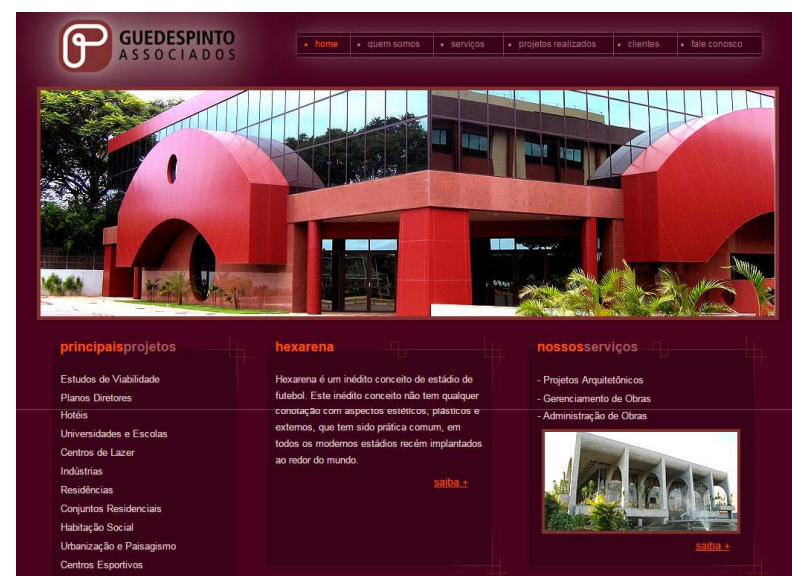 GUEDESPINTO
ASSOCIADOS
home
quem somos
serviços
projetos realizados
clientes
fale conosco
principaisprojetos
Estudos de Viabilidade
Planos Diretores
Hotéis
Universidades e Escolas
Centros de Lazer
Indústrias
Residências
Conjuntos Residenciais
Habitação Social
Urbanização e Paisagismo
Centros Esportivos
hexarena
Hexarena é um inédito conceito de estádio de
futebol. Este inédito conceito não tem qualquer
conotação com aspectos estéticos, plásticos e
externos, que tem sido prática comum, em
todos os modernos estádios recém implantados
ao redor do mundo.
saiba +
nossosserviços
- Projetos Arquitetônicos
- Gerenciamento de Obras
- Administração de Obras
saiba +